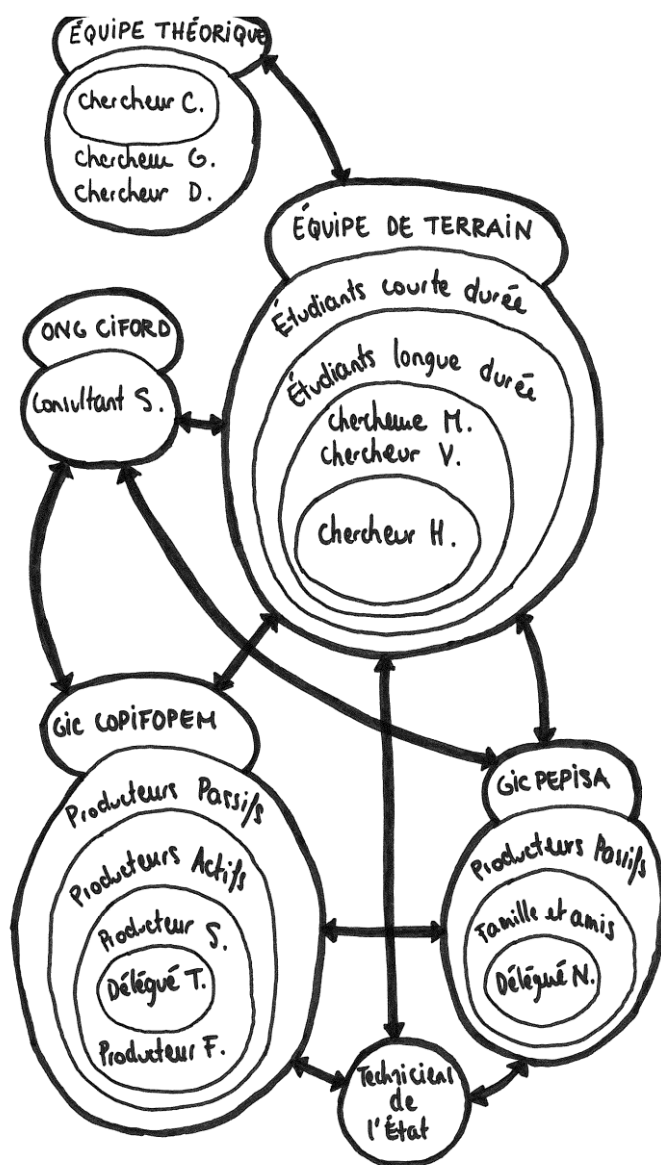 ÉQUIPE THÉORIQUE
Chercheur C.
Chercheur G.
Chercheur D.
ÉQUIPE DE TERRAIN
Étudiants courte durée
Étudiants longue durée
Chercheuse M.
Chercheur V.
Chercheur H.
ONG CIFORD
Consultant S.
GIC COPIFOPEM
Producteurs Passifs
Producteurs Actifs
Producteur S.
Délégué T.
Producteur F.
GIC PEPISA
Producteurs Passifs
Famille et amis
Délégué N.
Techniciens
de
l'État